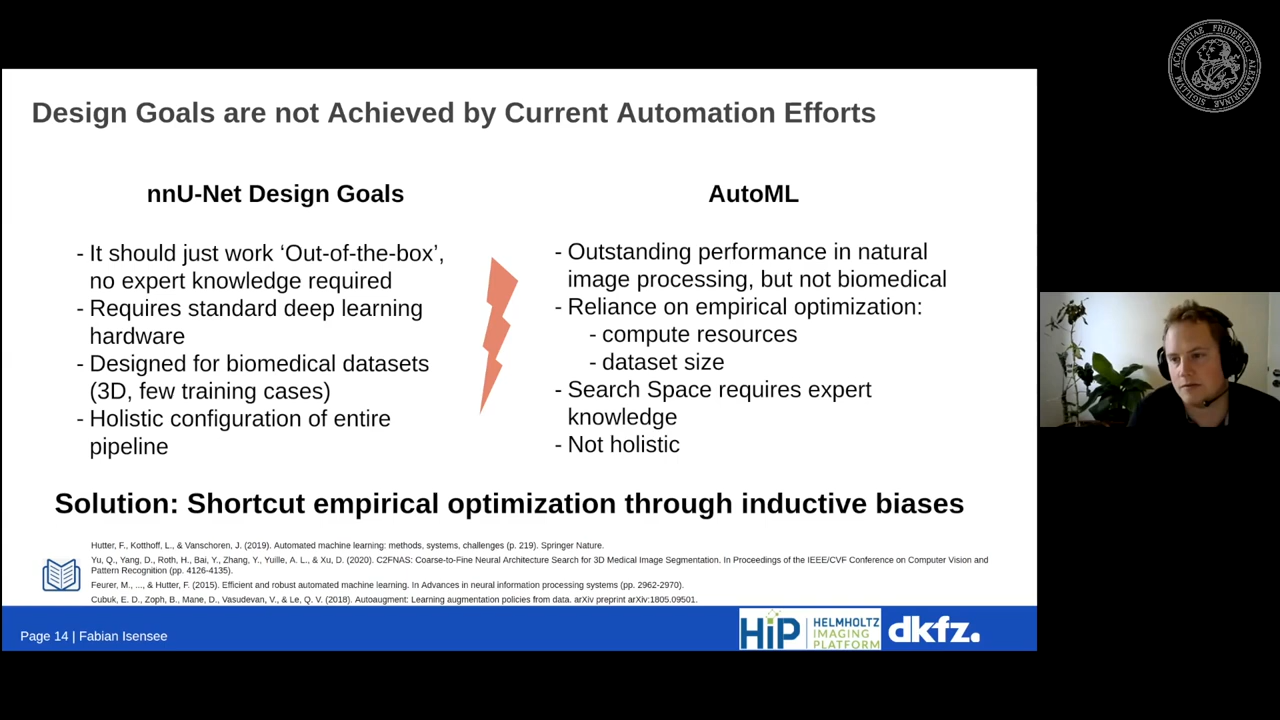 ACADEMIAE FRIDERICO ALEXANDRINAE SIGILLVM
Design Goals are not Achieved by Current Automation Efforts
nnU-Net Design Goals
- It should just work ‘Out-of-the-box’,
no expert knowledge required
- Requires standard deep learning
hardware
- Designed for biomedical datasets
(3D, few training cases)
- Holistic configuration of entire
pipeline
AutoML
- Outstanding performance in natural
image processing, but not biomedical
- Reliance on empirical optimization:
- compute resources
- dataset size
- Search Space requires expert
knowledge
- Not holistic
Solution: Shortcut empirical optimization through inductive biases
Hutter, F., Kotthoff, L., & Vanschoren, J. (2019). Automated machine learning: methods, systems, challenges (p. 219). Springer Nature.
Yu, Q., Yang, D., Roth, H., Bai, Y., Zhang, Y., Yuille, A. L., & Xu, D. (2020). C2FNAS: Coarse-to-Fine Neural Architecture Search for 3D Medical Image Segmentation. In Proceedings of the IEEE/CVF Conference on Computer Vision and
Pattern Recognition (pp. 4126-4135).
Feurer, M., ..., & Hutter, F. (2015). Efficient and robust automated machine learning. In Advances in neural information processing systems (pp. 2962-2970).
Cubuk, E. D., Zoph, B., Mane, D., Vasudevan, V., & Le, Q. V. (2018). Autoaugment: Learning augmentation policies from data. arXiv preprint arXiv:1805.09501.
Page 14 | Fabian Isensee
HiP
HELMHOLTZ
IMAGING
PLATFORM
dkfz.